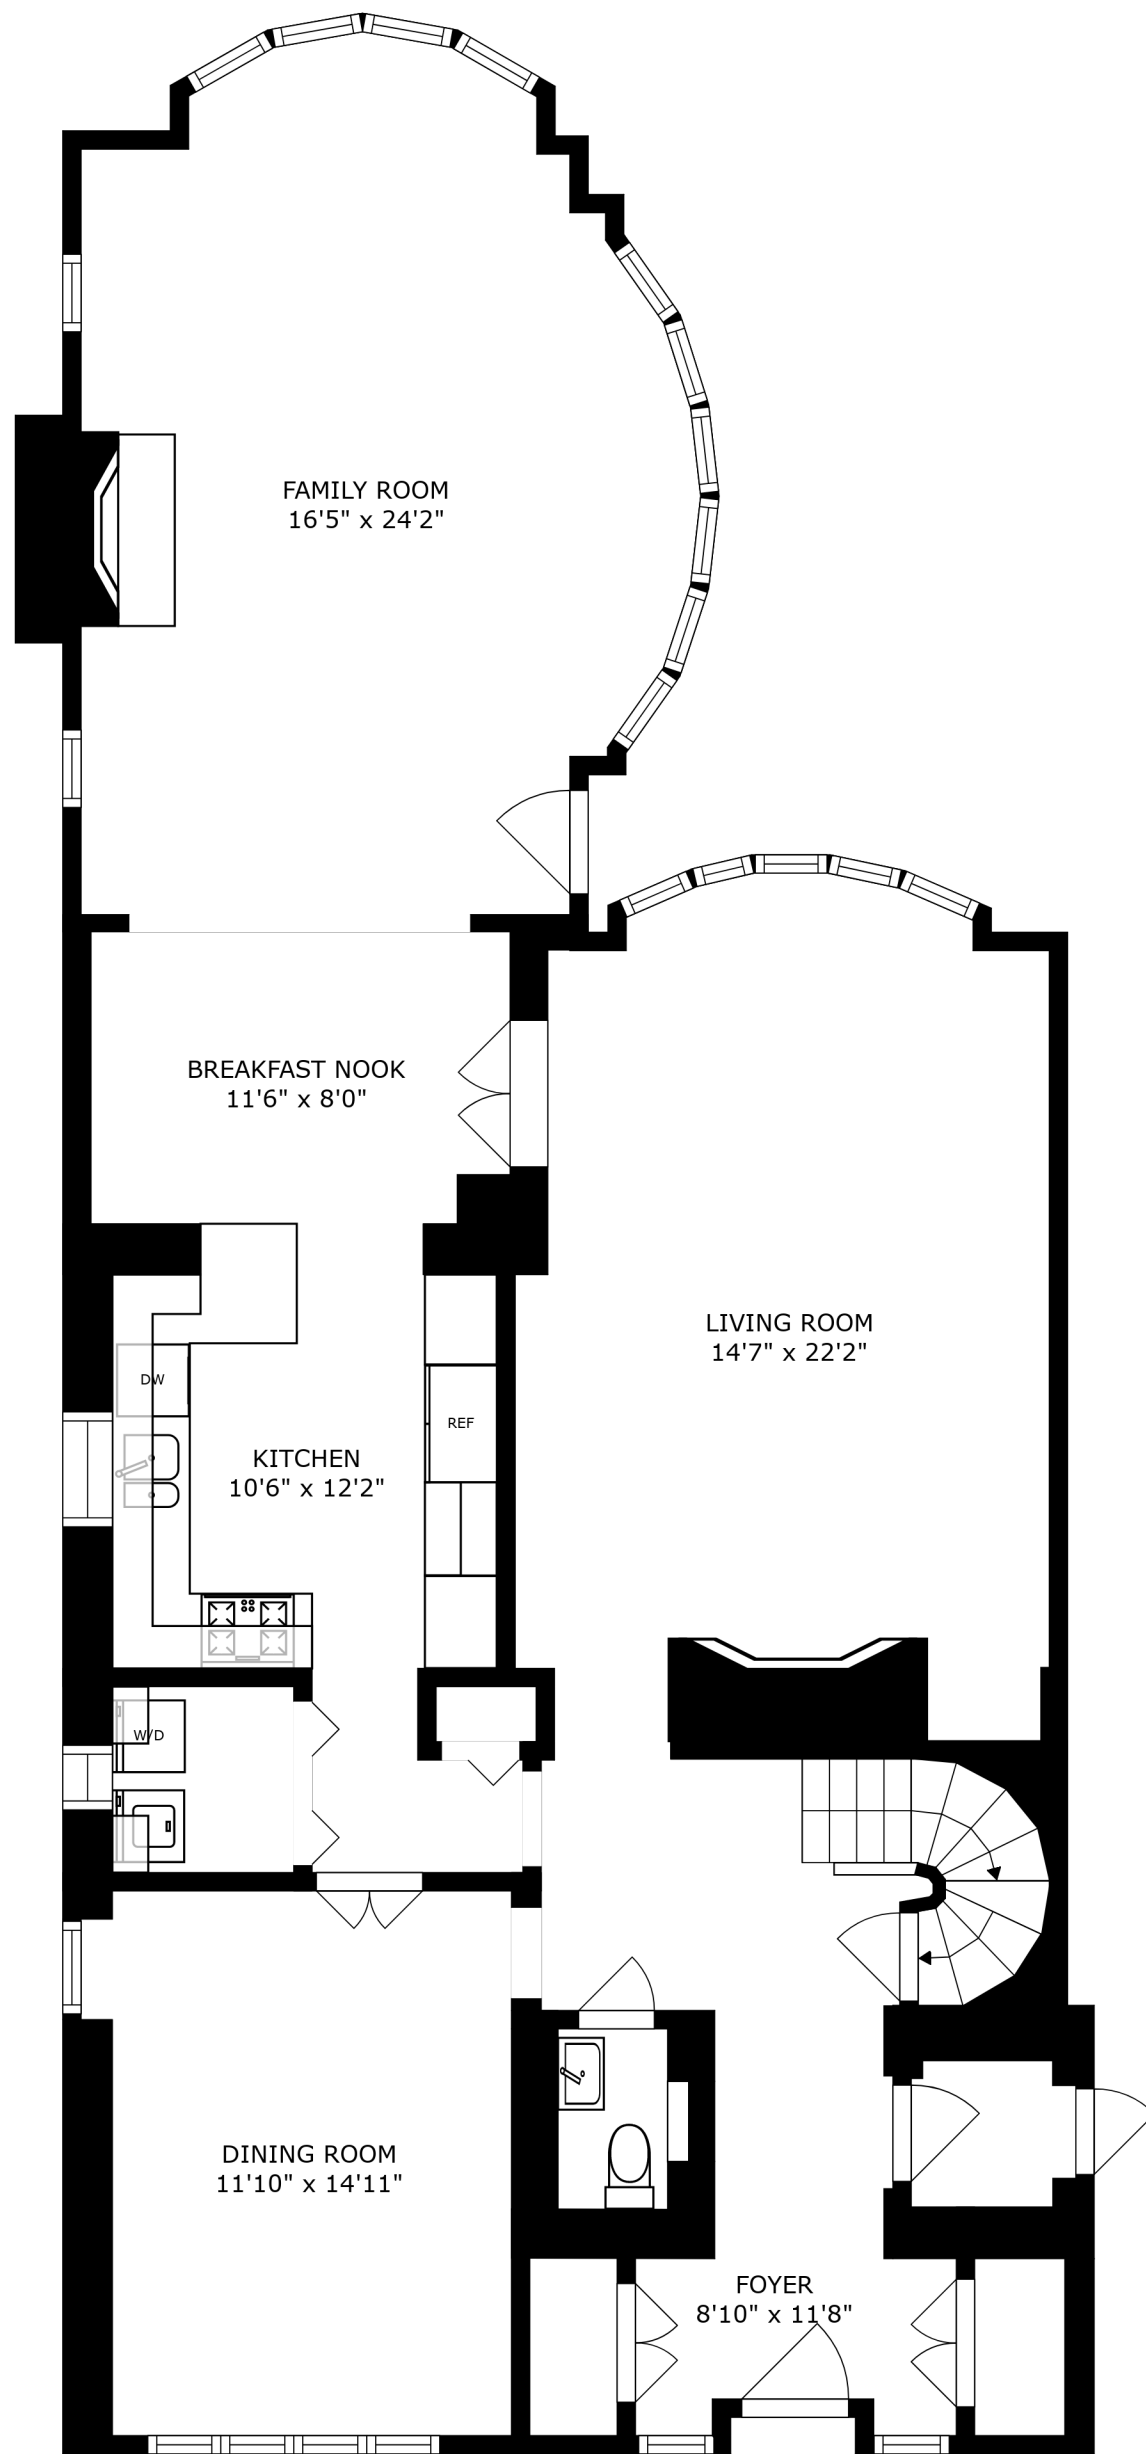 FAMILY ROOM
16'5" x 24'2"
BREAKFAST NOOK
11'6" x 8'0"
LIVING ROOM
14'7" x 22'2"
DW
REF
KITCHEN
10'6" x 12'2"
W/D
DINING ROOM
11'10" x 14'11"
FOYER
8'10" x 11'8"